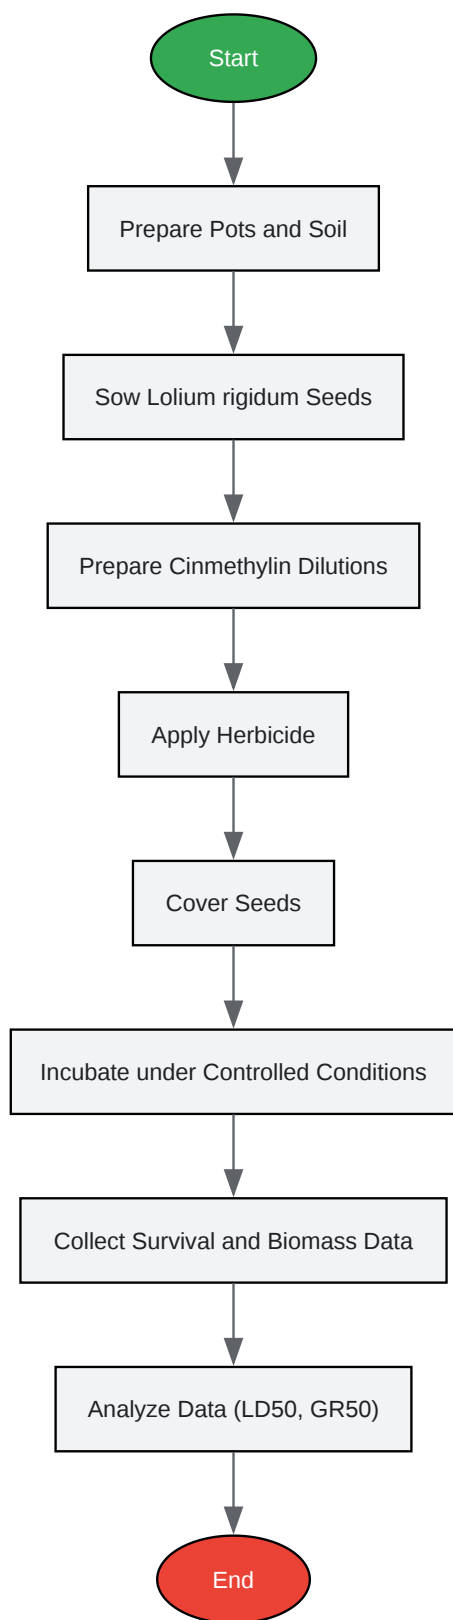 Start
Prepare Pots and Soil
Sow Lolium rigidum Seeds
Prepare Cinmethylin Dilutions
Apply Herbicide
Cover Seeds
Incubate under Controlled Conditions
Collect Survival and Biomass Data
Analyze Data (LD50, GR50)
End